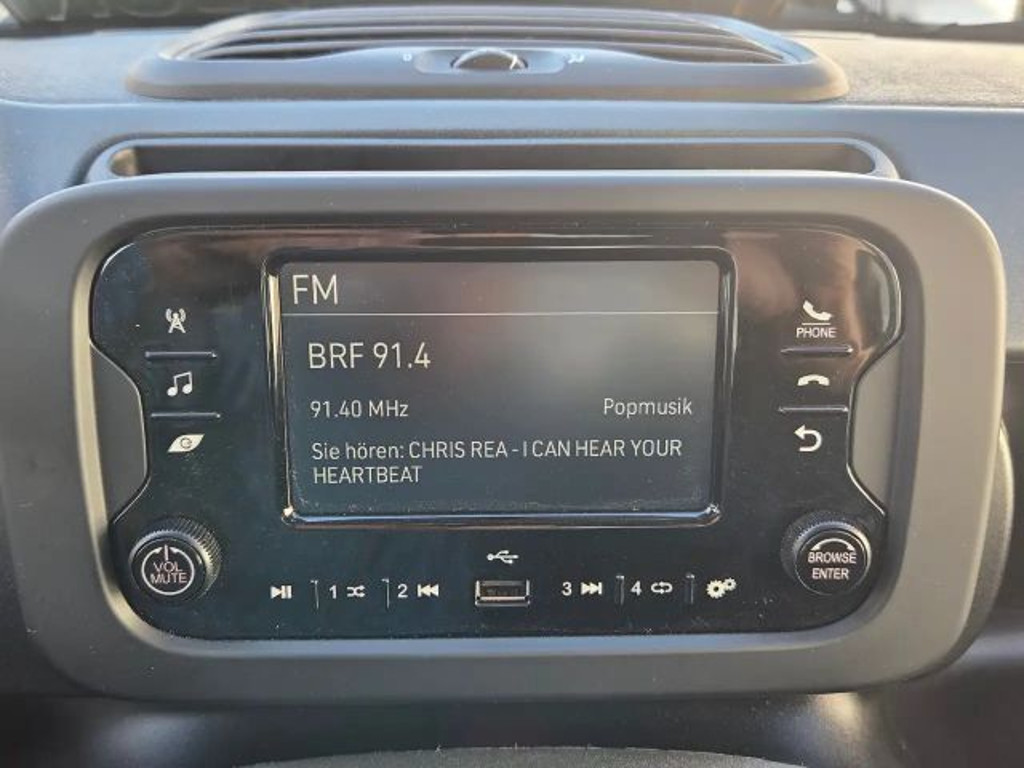 FM
BRF 91.4
91.40 MHz
Popmusik
Sie hören: CHRIS REA - I CAN HEAR YOUR
HEARTBEAT
PHONE
VOL
MUTE
BROWSE
ENTER
1
2
3
4